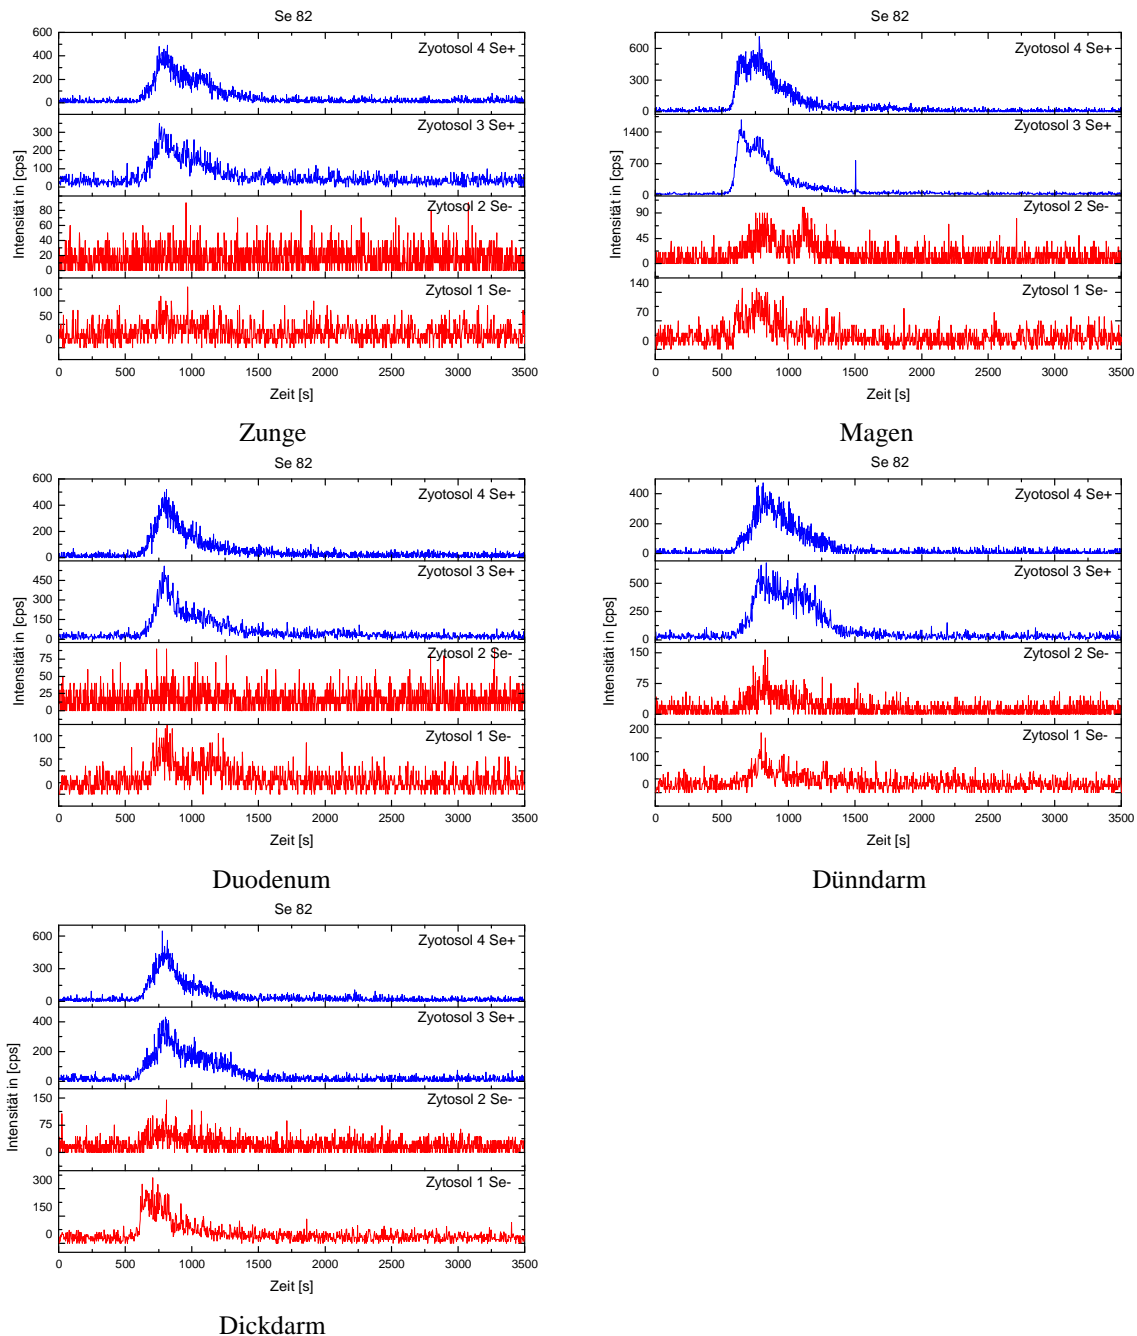 Se 82
Zyotosol 4 Se+
600
400
200
0
Zyotosol 3 Se+
300
200
100
0
Zytosol 2 Se-
80
60
40
20
0
Zytosol 1 Se-
100
50
0
Intensität in [cps]
0 500 1000 1500 2000 2500 3000 3500
Zeit [s]
Zunge
Se 82
Zyotosol 4 Se+
600
300
0
Zyotosol 3 Se+
1400
700
0
Zytosol 2 Se-
90
45
0
Zytosol 1 Se-
140
70
0
Intensität in [cps]
0 500 1000 1500 2000 2500 3000 3500
Zeit [s]
Magen
Se 82
Zyotosol 4 Se+
600
400
200
0
Zyotosol 3 Se+
450
300
150
0
Zytosol 2 Se-
75
50
25
0
Zytosol 1 Se-
100
50
0
Intensität in [cps]
0 500 1000 1500 2000 2500 3000 3500
Zeit [s]
Duodenum
Se 82
Zyotosol 4 Se+
400
200
0
Zyotosol 3 Se+
500
250
0
Zytosol 2 Se-
150
75
0
Zytosol 1 Se-
200
100
0
Intensität in [cps]
0 500 1000 1500 2000 2500 3000 3500
Zeit [s]
Dünndarm
Se 82
Zyotosol 4 Se+
600
300
0
Zyotosol 3 Se+
400
200
0
Zytosol 2 Se-
150
75
0
Zytosol 1 Se-
300
150
0
Intensität in [cps]
0 500 1000 1500 2000 2500 3000 3500
Zeit [s]
Dickdarm